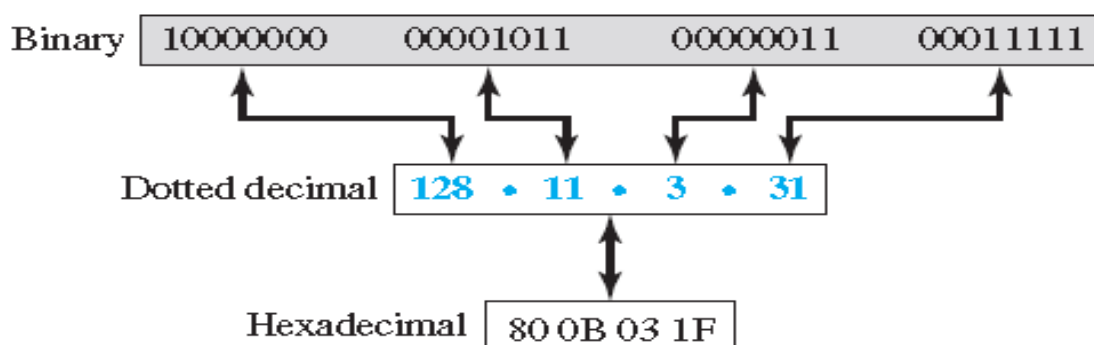 Binary 10000000 00001011 00000011 00011111
Dotted decimal 128 • 11 • 3 • 31
Hexadecimal 80 0B 03 1F